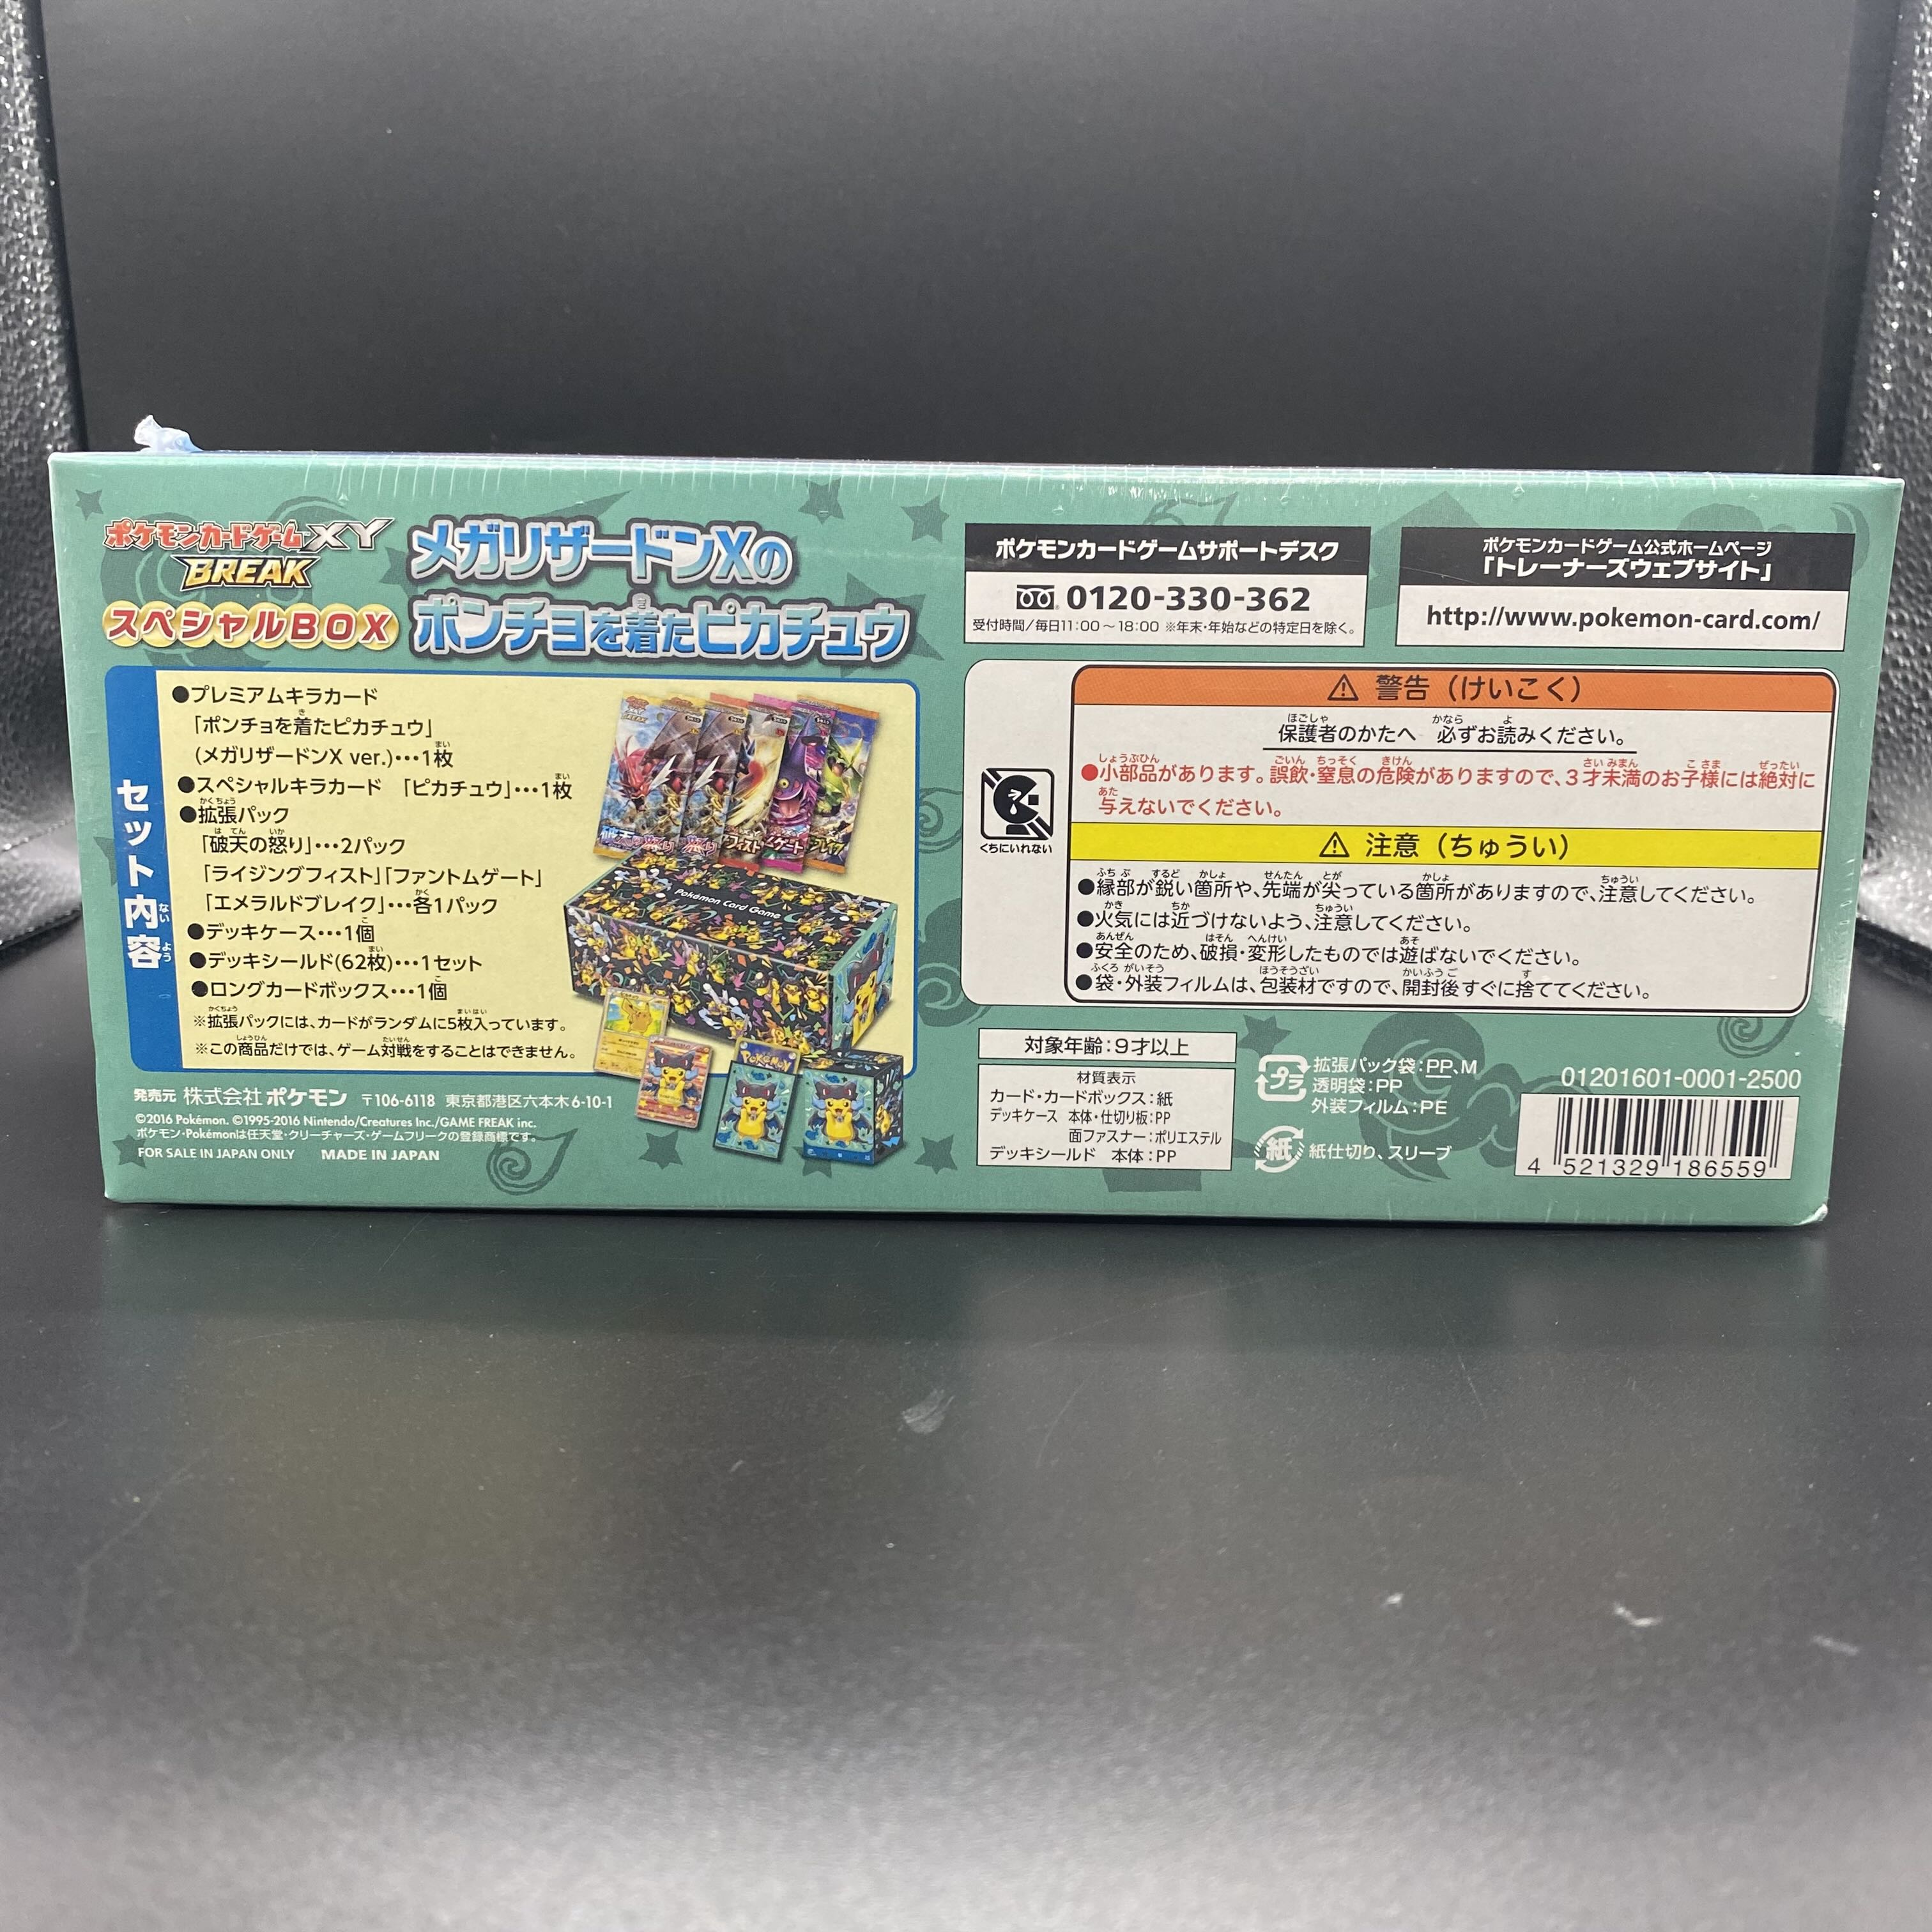 ポケモンカードゲームXY
BREAK
スペシャルBOX
メガリザードンXの
ポンチョを着たピカチュウ
セット内容
●プレミアムキラカード
「ポンチョを着たピカチュウ」
(メガリザードンX ver.)・・・1枚
●スペシャルキラカード 「ピカチュウ」・・・1枚
●拡張パック
「破天の怒り」・・・2パック
「ライジングフィスト」「ファントムゲート」
「エメラルドブレイク」・・・各1パック
●デッキケース・・・1個
●デッキシールド(62枚)・・・1セット
●ロングカードボックス・・・1個
※拡張パックには、カードがランダムに5枚入っています。
※この商品だけでは、ゲーム対戦をすることはできません。
Pokémon Card Game
発売元 株式会社ポケモン 〒106-6118 東京都港区六本木6-10-1
©2016 Pokémon. ©1995-2016 Nintendo/Creatures Inc./GAME FREAK inc.
ポケモン・Pokémonは任天堂・クリーチャーズ・ゲームフリークの登録商標です。
FOR SALE IN JAPAN ONLY MADE IN JAPAN
ポケモンカードゲームサポートデスク
0120-330-362
受付時間/毎日11:00~18:00 ※年末・年始などの特定日を除く。
ポケモンカードゲーム公式ホームページ
「トレーナーズウェブサイト」
http://www.pokemon-card.com/
くちにいれない
⚠ 警告(けいこく)
保護者のかたへ 必ずお読みください。
●小部品があります。誤飲・窒息の危険がありますので、3才未満のお子様には絶対に
与えないでください。
⚠ 注意(ちゅうい)
●縁部が鋭い箇所や、先端が尖っている箇所がありますので、注意してください。
●火気には近づけないよう、注意してください。
●安全のため、破損・変形したものでは遊ばないでください。
●袋・外装フィルムは、包装材ですので、開封後すぐに捨ててください。
対象年齢:9才以上
材質表示
カード・カードボックス:紙
デッキケース 本体・仕切り板:PP
面ファスナー:ポリエステル
デッキシールド 本体:PP
プラ
拡張パック袋:PP、M
透明袋:PP
外装フィルム:PE
紙
紙仕切り、スリーブ
01201601-0001-2500
4 521329 186559